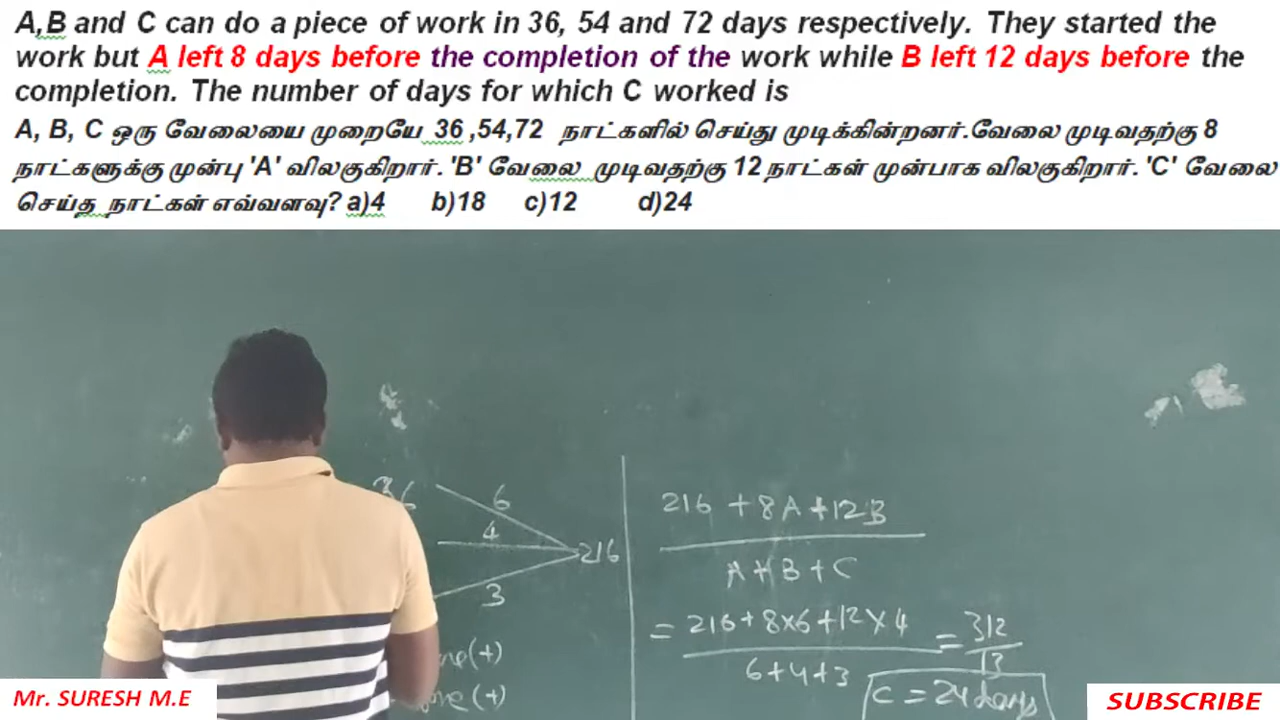 A,B and C can do a piece of work in 36, 54 and 72 days respectively. They started the
work but A left 8 days before the completion of the work while B left 12 days before the
completion. The number of days for which C worked is
A, B, C ஒரு வேலையை முறையே 36 ,54,72 நாட்களில் செய்து முடிக்கின்றனர்.வேலை முடிவதற்கு 8
நாட்களுக்கு முன்பு 'A' விலகுகிறார். 'B' வேலை முடிவதற்கு 12 நாட்கள் முன்பாக விலகுகிறார். 'C' வேலை
செய்த நாட்கள் எவ்வளவு? a)4 b)18 c)12 d)24
36 6
4 216
3
(+)
(+)
216 + 8A + 12B
A + B + C
= 216 + 8x6 + 12x4 = 312
6 + 4 + 3 13
C = 24 days
Mr. SURESH M.E
SUBSCRIBE